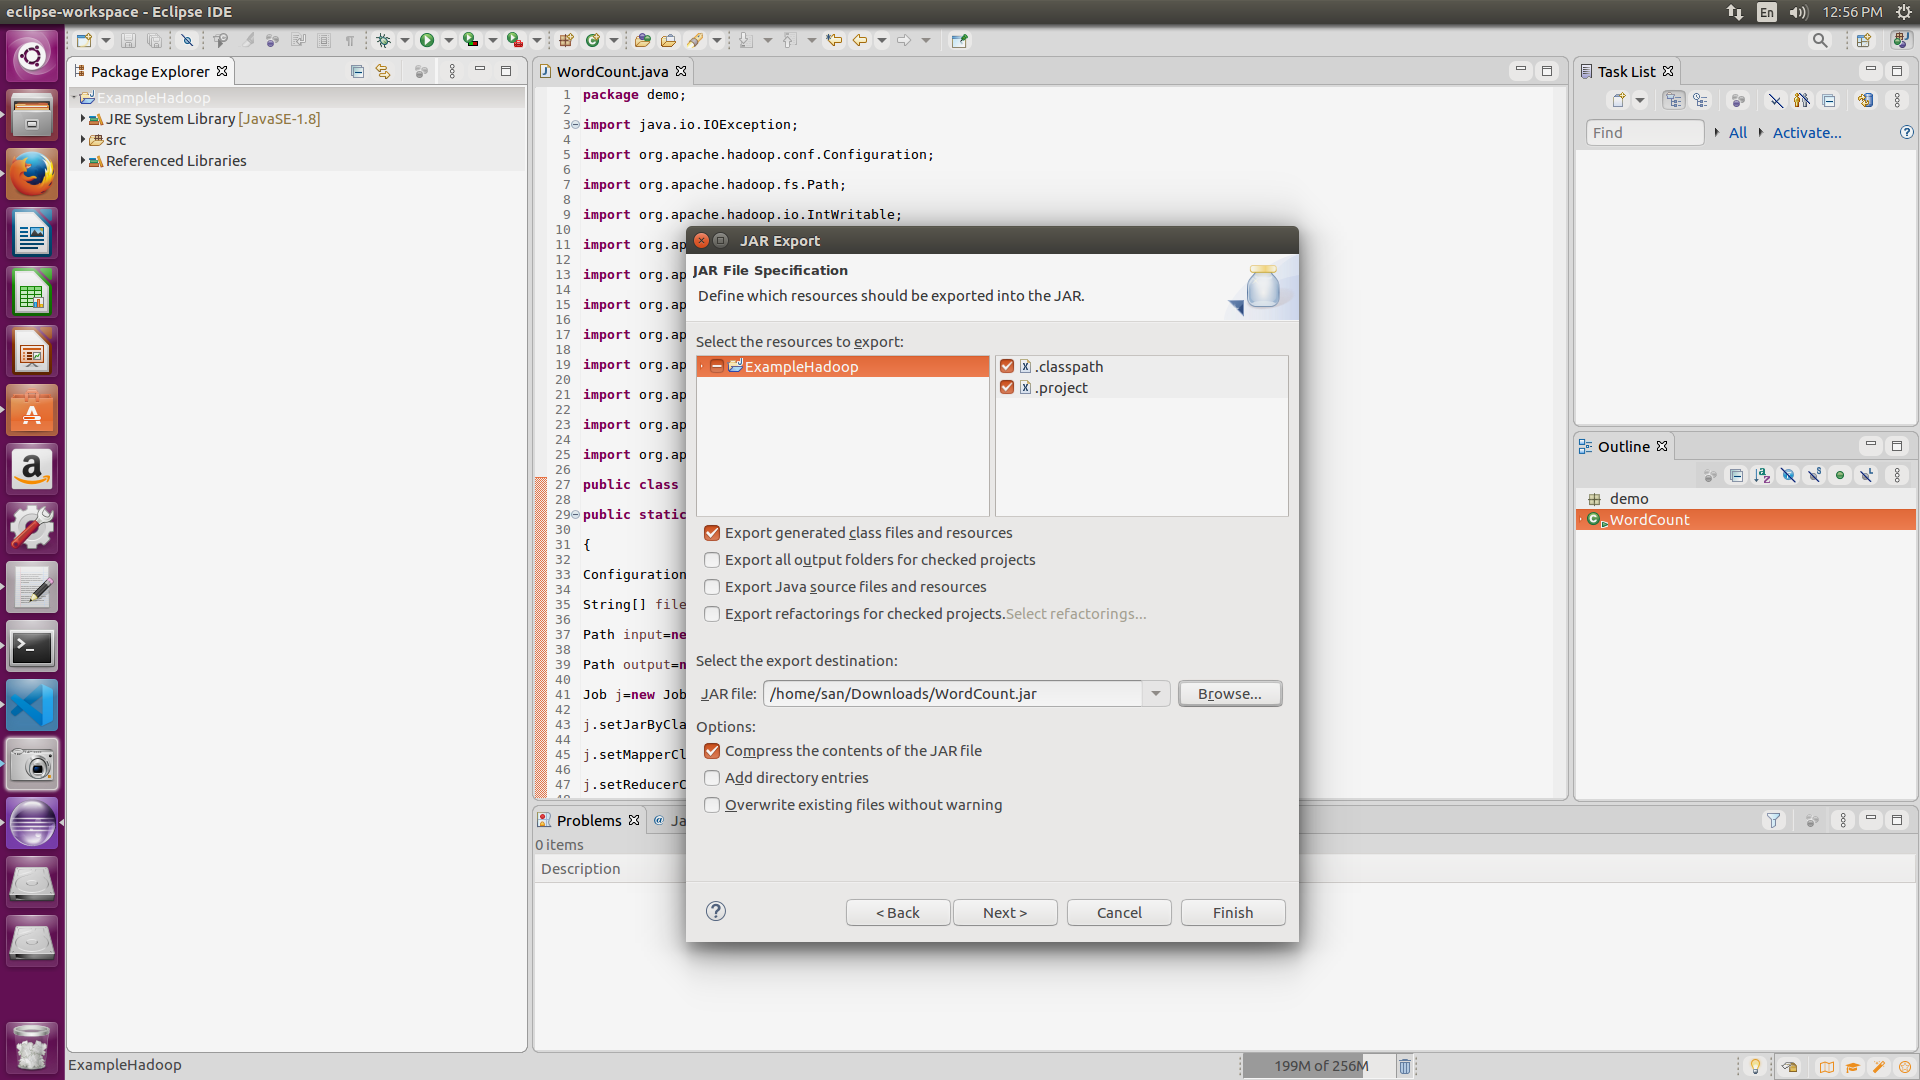 eclipse-workspace - Eclipse IDE
En
12:56 PM
Package Explorer
ExampleHadoop
JRE System Library [JavaSE-1.8]
src
Referenced Libraries
WordCount.java
1 package demo;
2
3 import java.io.IOException;
4
5 import org.apache.hadoop.conf.Configuration;
6
7 import org.apache.hadoop.fs.Path;
8
9 import org.apache.hadoop.io.IntWritable;
10
11 import org.ap
12
13 import org.ap
14
15 import org.ap
16
17 import org.ap
18
19 import org.ap
20
21 import org.ap
22
23 import org.ap
24
25 import org.ap
26
27 public class
28
29 public static
30
31 {
32
33 Configuration
34
35 String[] file
36
37 Path input=ne
38
39 Path output=n
40
41 Job j=new Job
42
43 j.setJarByCla
44
45 j.setMapperCl
46
47 j.setReducerC
JAR Export
JAR File Specification
Define which resources should be exported into the JAR.
Select the resources to export:
ExampleHadoop
.classpath
.project
Export generated class files and resources
Export all output folders for checked projects
Export Java source files and resources
Export refactorings for checked projects. Select refactorings...
Select the export destination:
JAR file: /home/san/Downloads/WordCount.jar Browse...
Options:
Compress the contents of the JAR file
Add directory entries
Overwrite existing files without warning
< Back Next > Cancel Finish
Task List
Find All Activate...
Outline
demo
WordCount
Problems @ Ja
0 items
Description
ExampleHadoop
199M of 256M